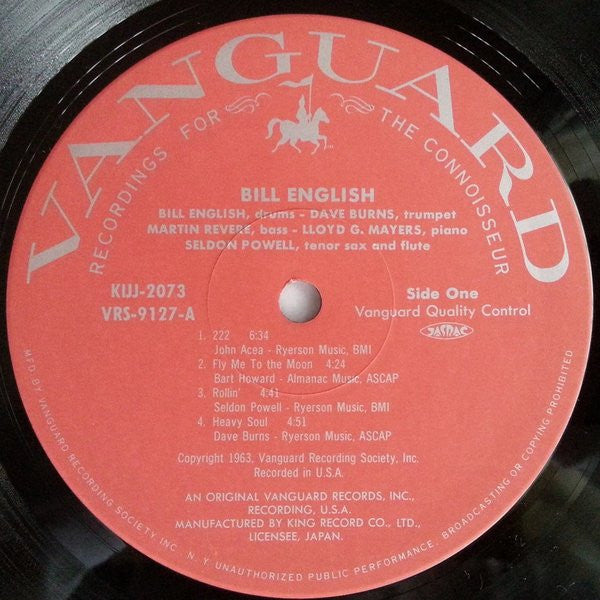 VANGUARD
RECORDINGS FOR THE CONNOISSEUR
BILL ENGLISH
BILL ENGLISH, drums - DAVE BURNS, trumpet
MARTIN REVERE, bass - LLOYD G. MAYERS, piano
SELDON POWELL, tenor sax and flute
KIJJ-2073
VRS-9127-A
Side One
Vanguard Quality Control
JASRAC
1. 222 6:34
John Acea - Ryerson Music, BMI
2. Fly Me to the Moon 4:24
Bart Howard - Almanac Music, ASCAP
3. Rollin' 4:41
Seldon Powell - Ryerson Music, BMI
4. Heavy Soul 4:51
Dave Burns - Ryerson Music, ASCAP
Copyright 1963, Vanguard Recording Society, Inc.
Recorded in U.S.A.
AN ORIGINAL VANGUARD RECORDS, INC.,
RECORDING, U.S.A.
MANUFACTURED BY KING RECORD CO., LTD.,
LICENSEE, JAPAN.
MFD. BY VANGUARD RECORDING SOCIETY INC. N. Y. UNAUTHORIZED PUBLIC PERFORMANCE, BROADCASTING OR COPYING PROHIBITED